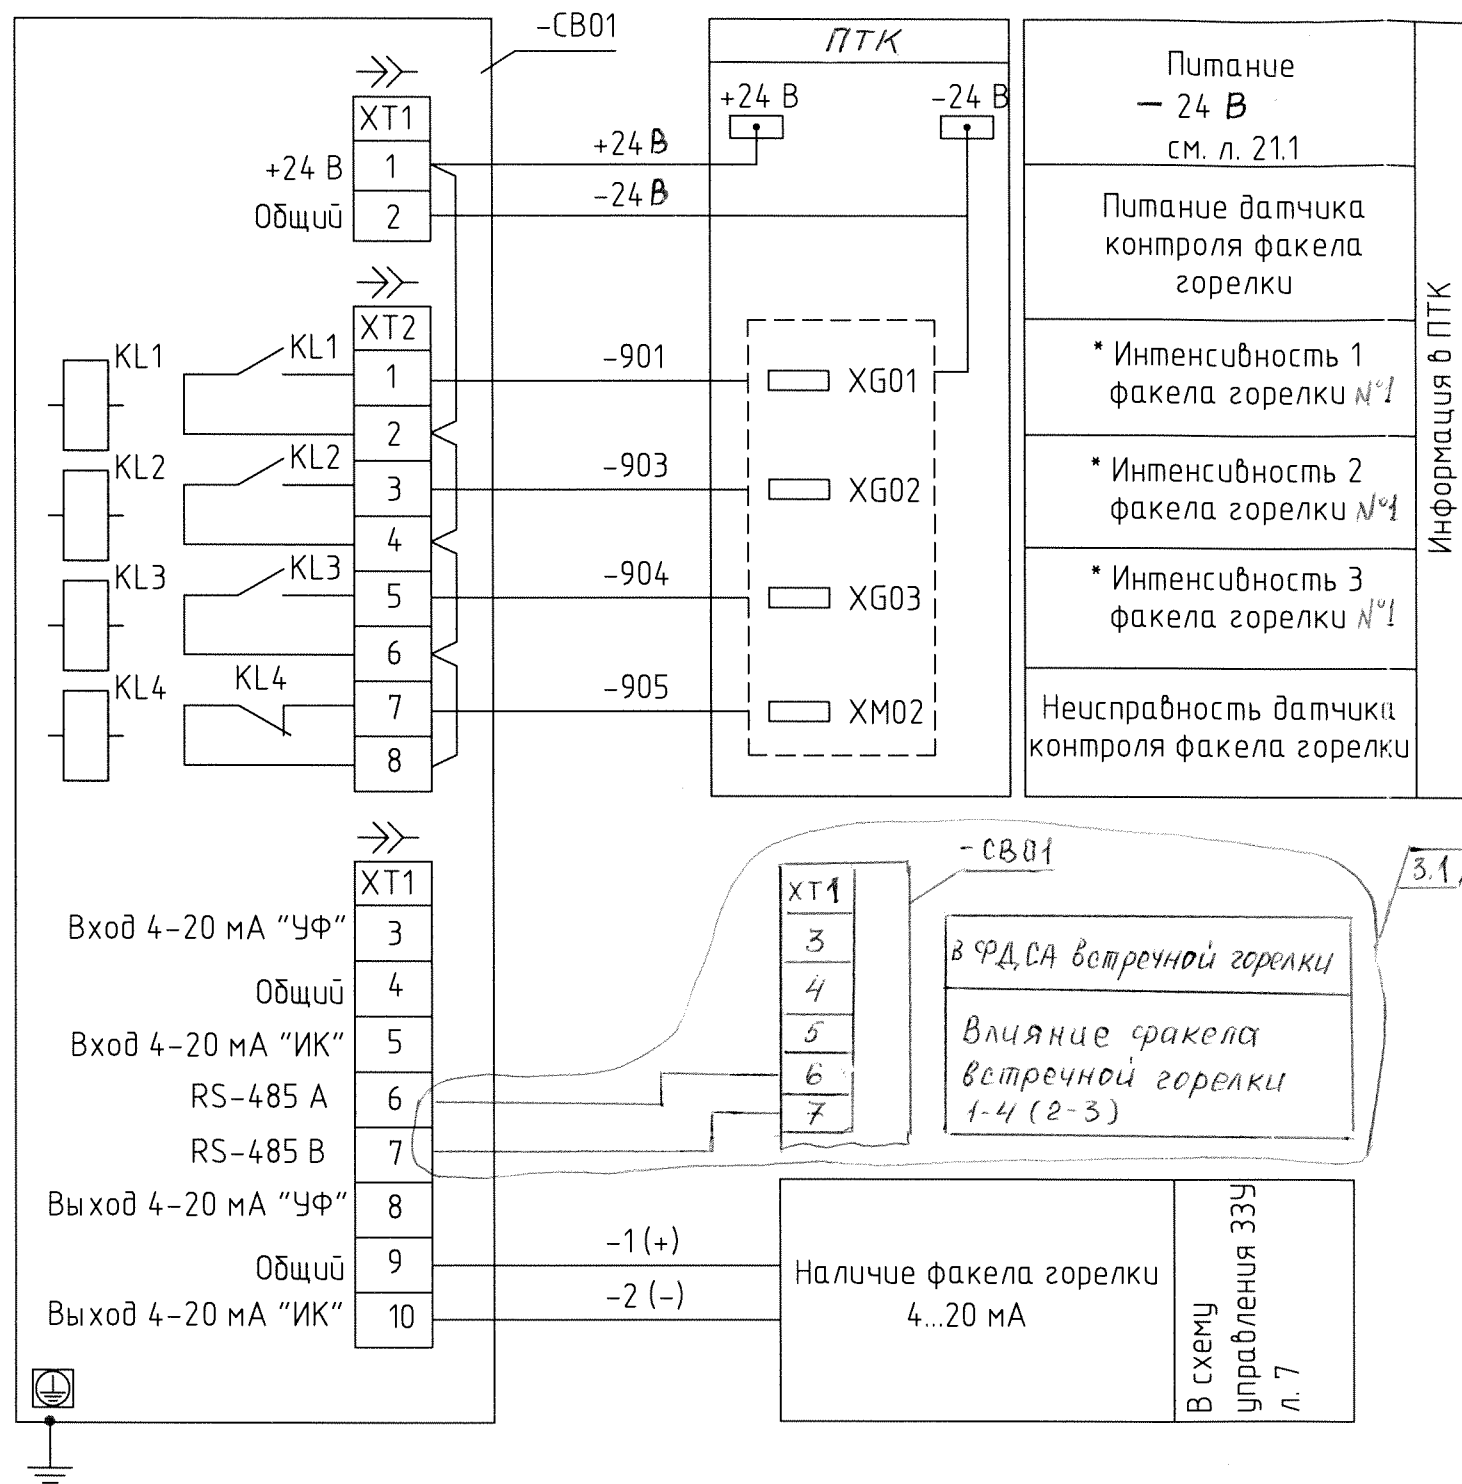 -СВ01
XT1
+24 В
1
Общий
2
XT2
KL1
KL1
1
2
KL2
KL2
3
4
KL3
KL3
5
6
KL4
KL4
7
8
XT1
Вход 4-20 мА "УФ"
3
Общий
4
Вход 4-20 мА "ИК"
5
RS-485 A
6
RS-485 B
7
Выход 4-20 мА "УФ"
8
Общий
9
Выход 4-20 мА "ИК"
10
+24 В
-24 В
-901
-903
-904
-905
ПТК
+24 В
-24 В
XG01
XG02
XG03
XM02
Питание
- 24 В
см. л. 21.1
Питание датчика
контроля факела
горелки
* Интенсивность 1
факела горелки №1
* Интенсивность 2
факела горелки №1
* Интенсивность 3
факела горелки №1
Неисправность датчика
контроля факела горелки
Информация в ПТК
-СВ01
XT1
3
4
5
6
7
3.1
в ФДСА встречной горелки
Влияние факела
встречной горелки
1-4 (2-3)
-1 (+)
-2 (-)
Наличие факела горелки
4...20 мА
В схему
управления ЗЗУ
л. 7